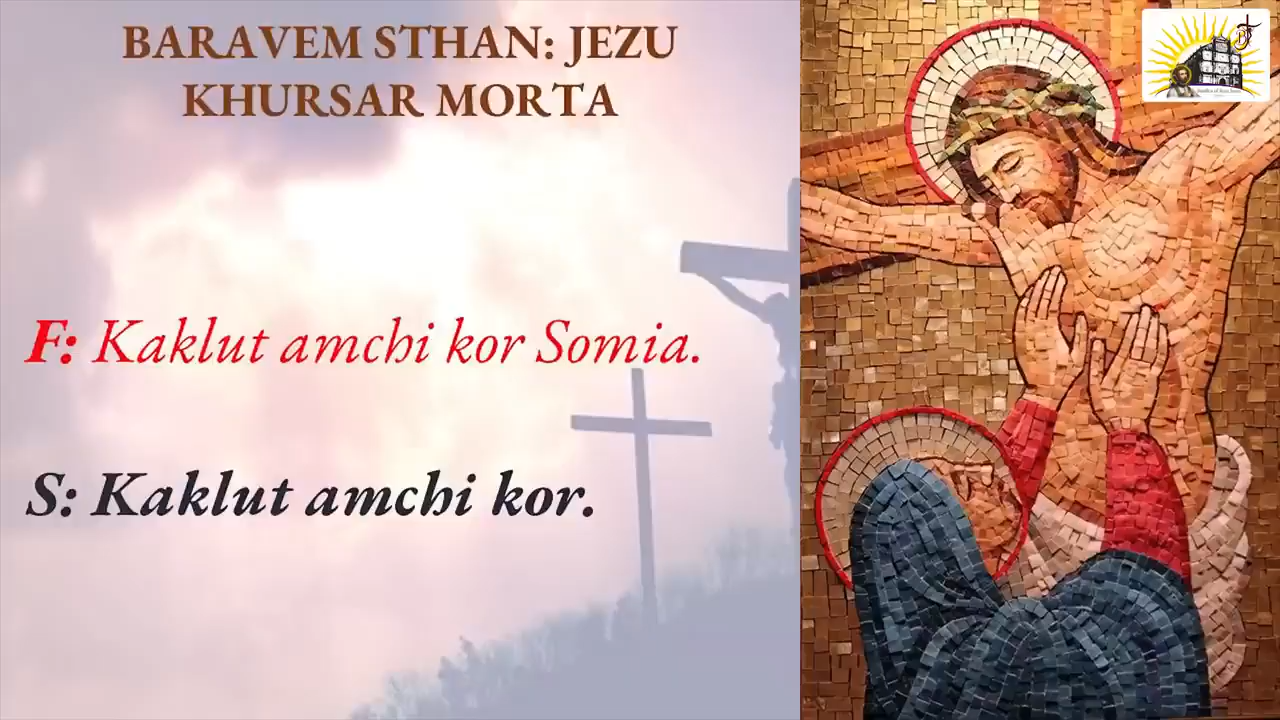 BARAVEM STHAN: JEZU
KHURSAR MORTA
F: Kaklut amchi kor Somia.
S: Kaklut amchi kor.